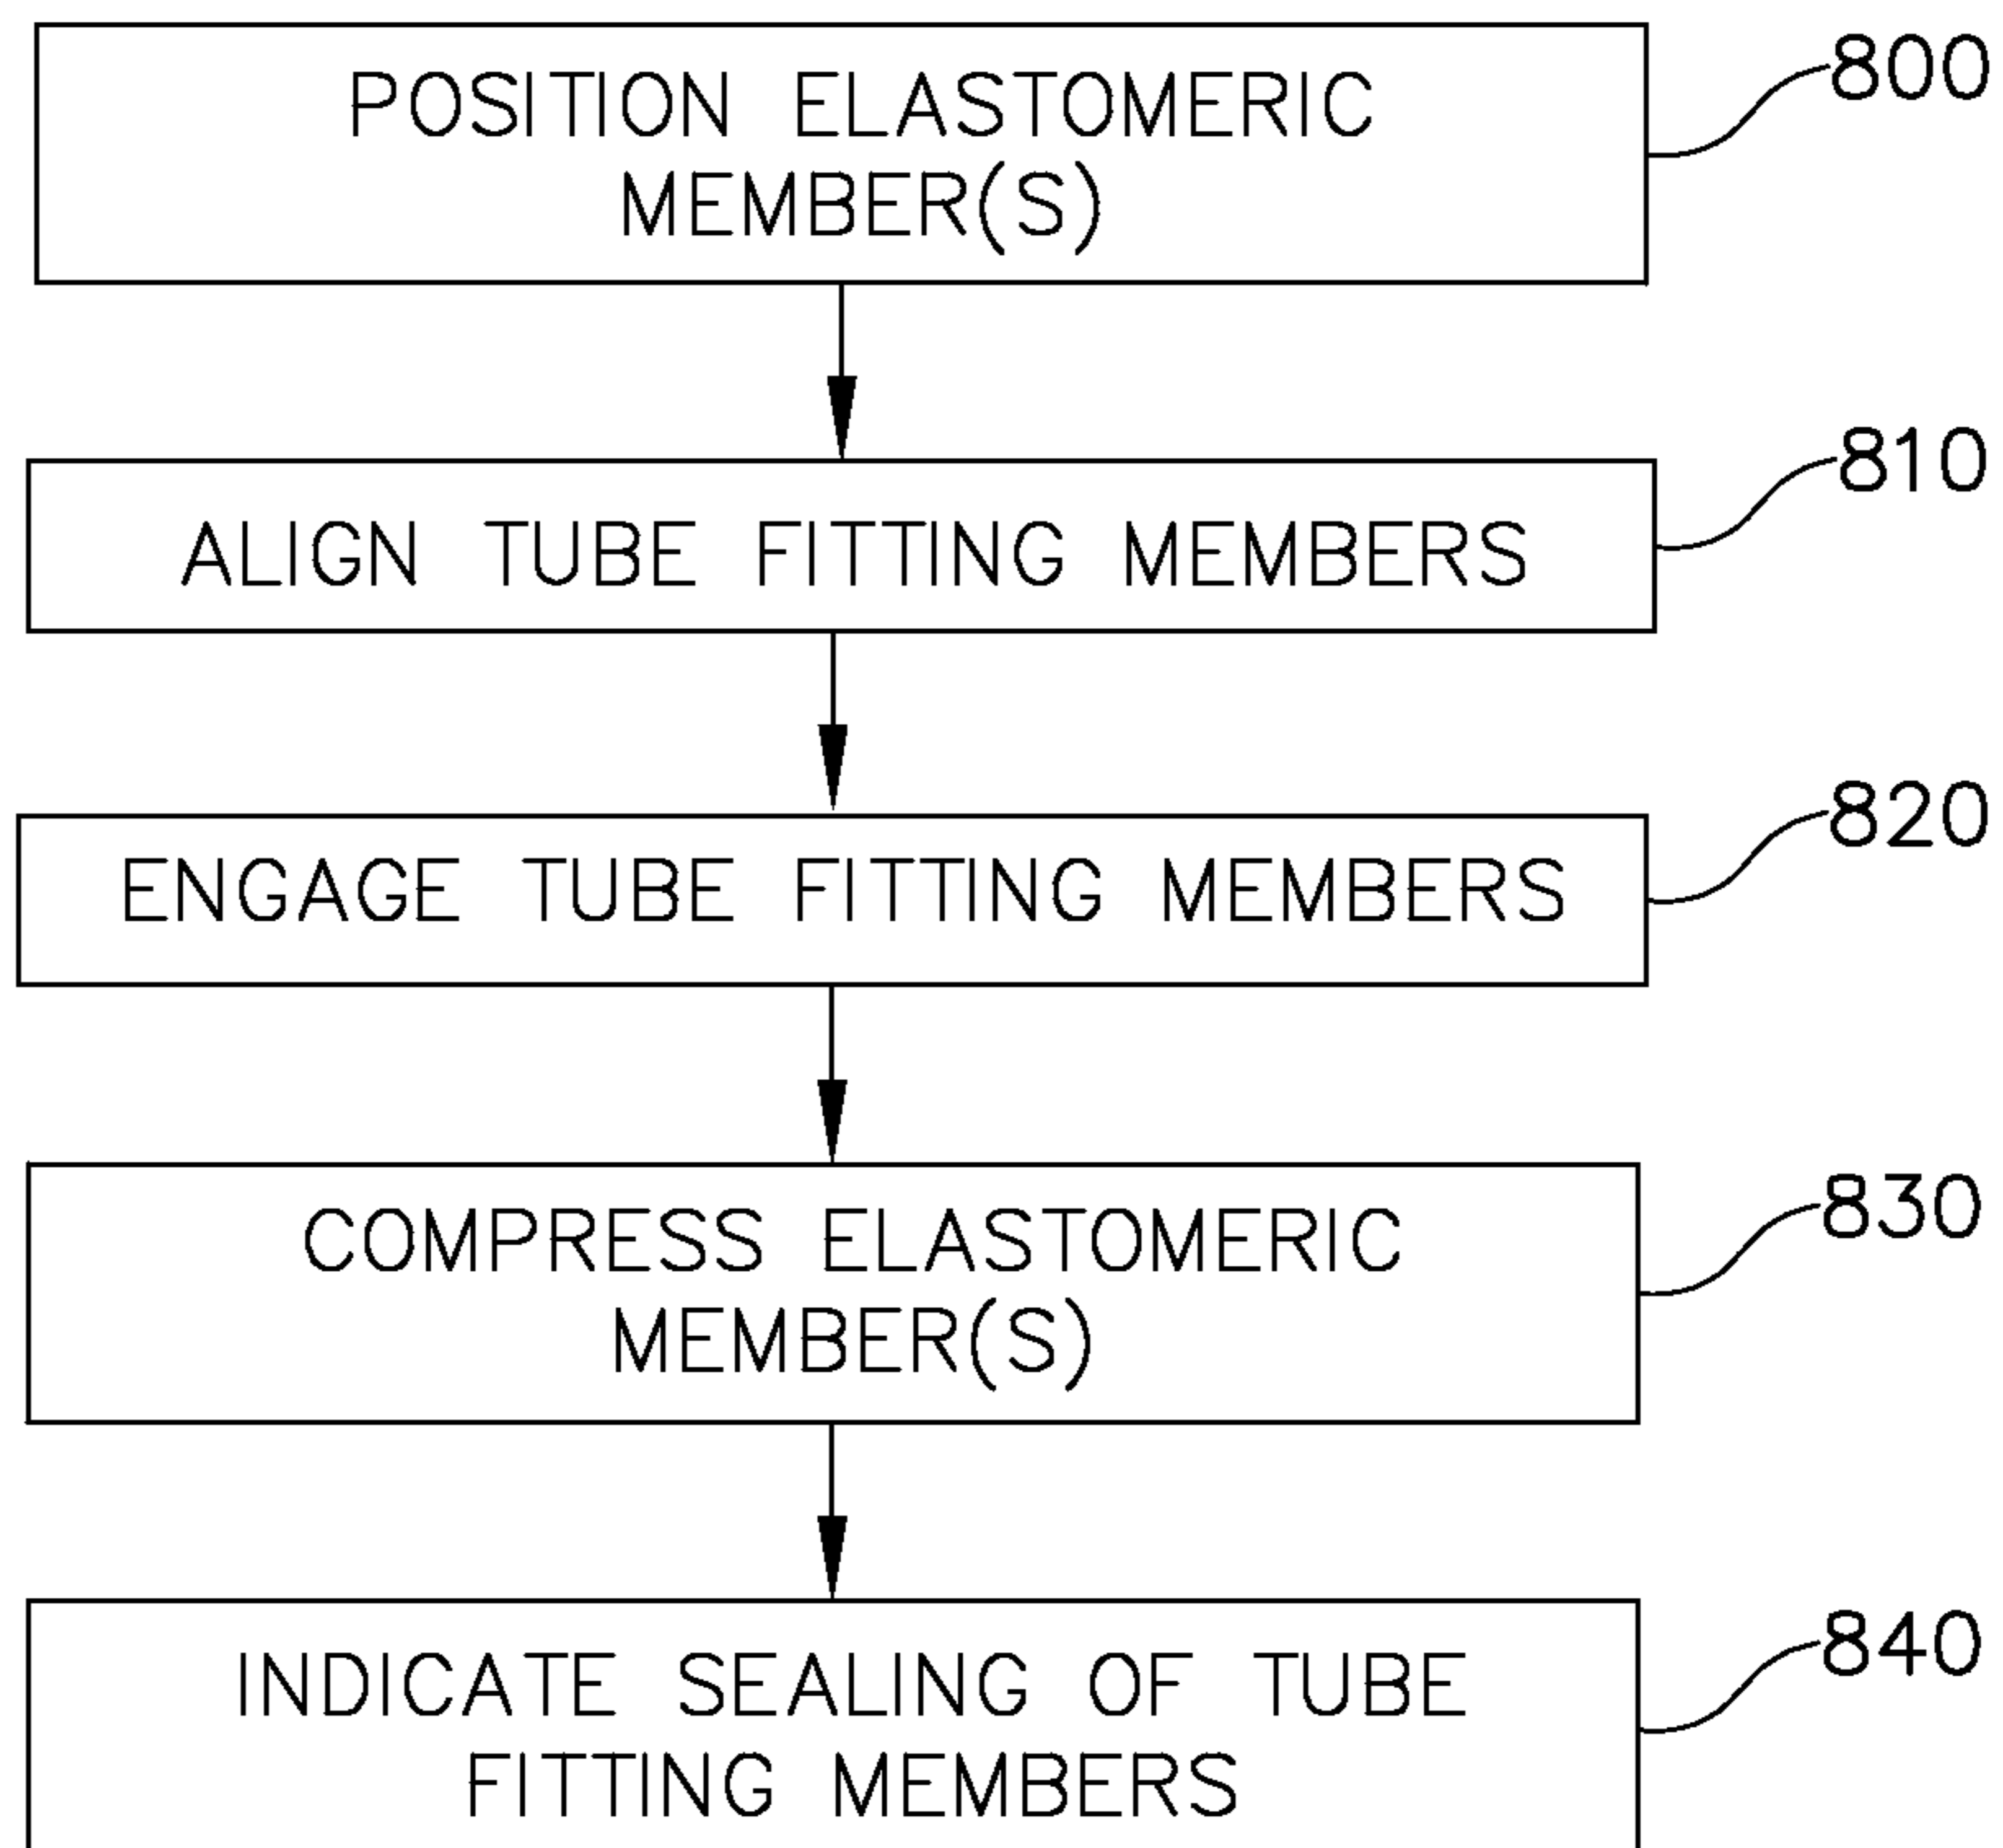 POSITION ELASTOMERIC
MEMBER(S)
800
ALIGN TUBE FITTING MEMBERS
810
ENGAGE TUBE FITTING MEMBERS
820
COMPRESS ELASTOMERIC
MEMBER(S)
830
INDICATE SEALING OF TUBE
FITTING MEMBERS
840